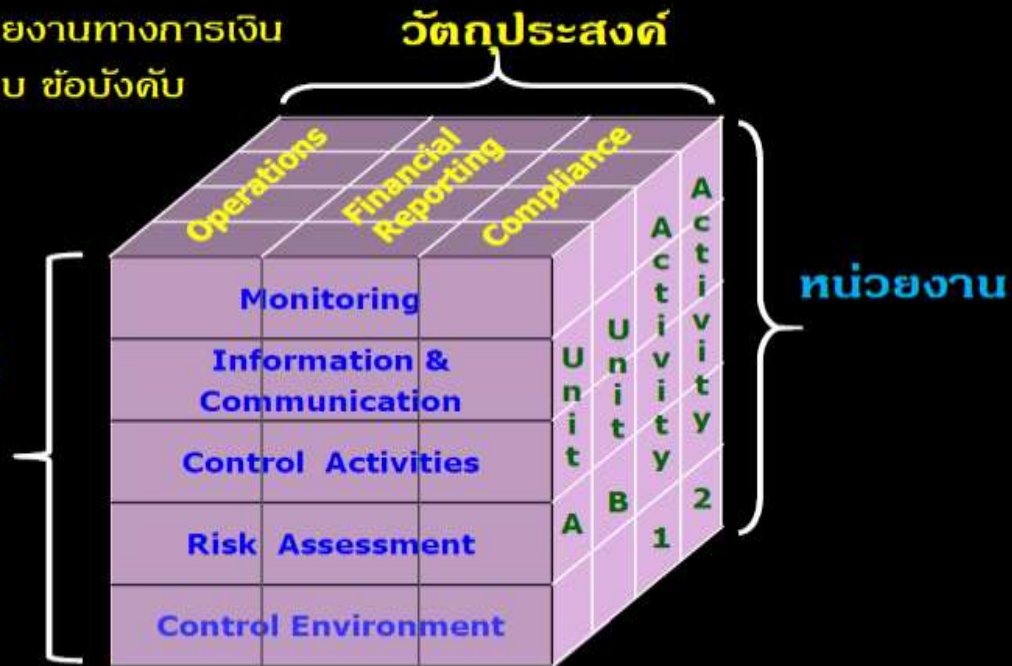 ยงานทางการเงิน
บ ข้อบังคับ
วัตถุประสงค์
Operations
Financial
Reporting
Compliance
Monitoring
Information &
Communication
Control Activities
Risk Assessment
Control Environment
Unit A
Unit B
Activity 1
Activity 2
หน่วยงาน